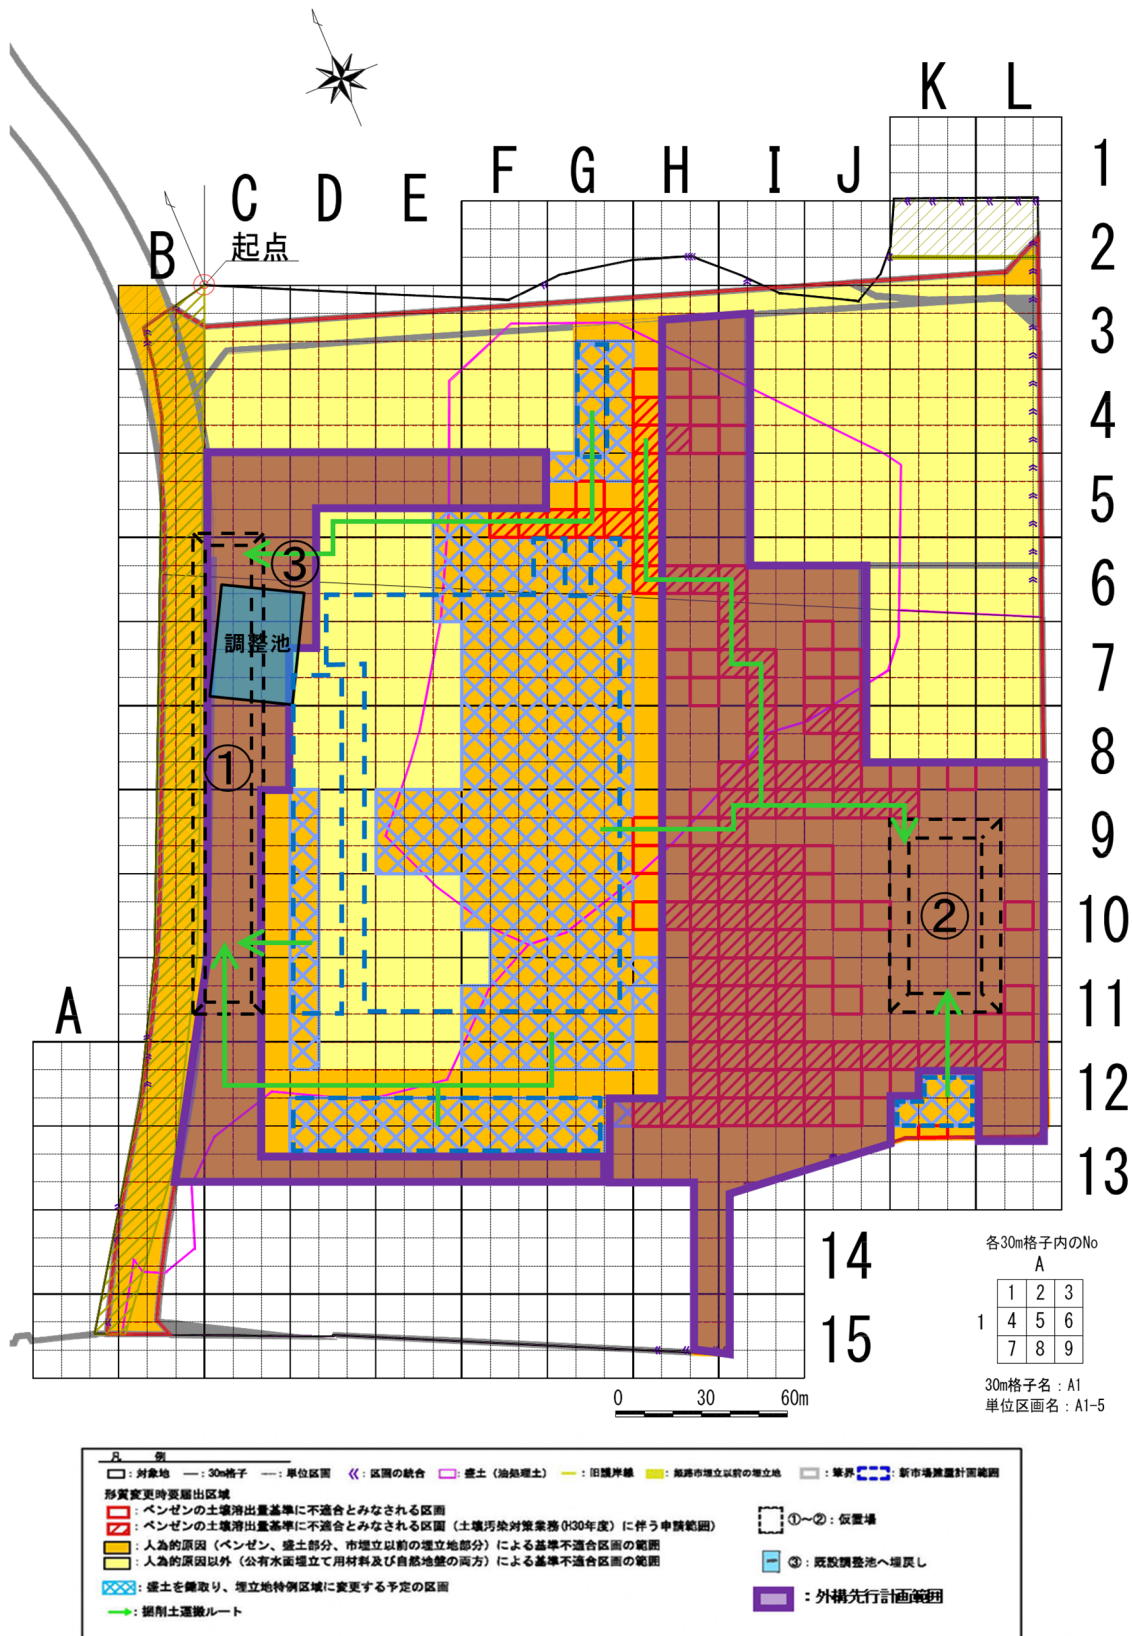 K L
F G H I J
C D E
B
起点
A
1
2
3
4
5
6
7
8
9
10
11
12
13
14
15
③
調整池
①
②
各30m格子内のNo
A
1 2 3
1 4 5 6
7 8 9
30m格子名：A1
単位区画名：A1-5
0 30 60m
凡 例
：対象地 ：30m格子 ：単位区画 ：区画の統合 ：盛土（油処理土） ：旧護岸線 ：姫路市埋立以前の埋立地 ：筆界 ：新市場建屋計画範囲
形質変更時要届出区域
：ベンゼンの土壌溶出量基準に不適合とみなされる区画
：ベンゼンの土壌溶出量基準に不適合とみなされる区画（土壌汚染対策業務(H30年度）に伴う申請範囲）
：人為的原因（ベンゼン、盛土部分、市埋立以前の埋立地部分）による基準不適合区画の範囲
：人為的原因以外（公有水面埋立て用材料及び自然地盤の両方）による基準不適合区画の範囲
：盛土を鋤取り、埋立地特例区域に変更する予定の区画
：掘削土運搬ルート
①～②：仮置場
③：既設調整池へ埋戻し
：外構先行計画範囲